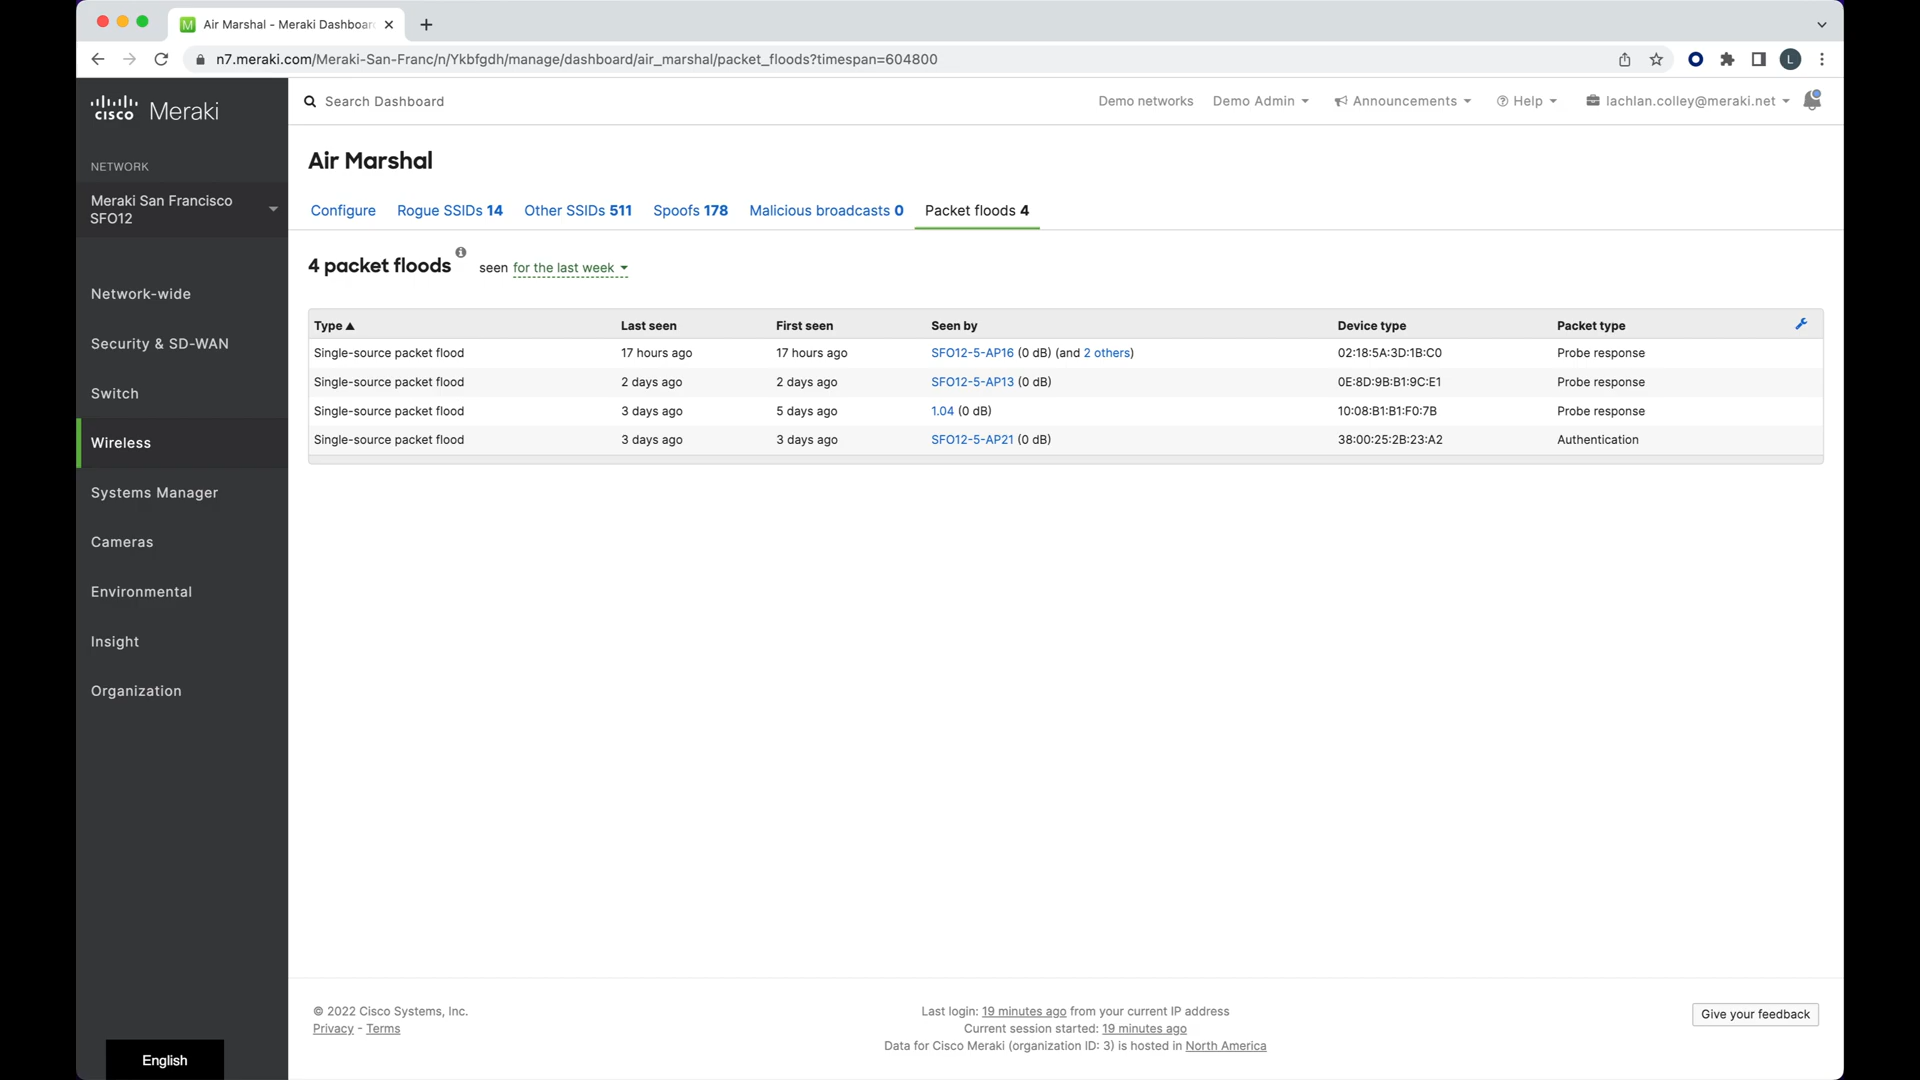 Air Marshal - Meraki Dashboar
n7.meraki.com/Meraki-San-Franc/n/Ykbfgdh/manage/dashboard/air_marshal/packet_floods?timespan=604800
L
cisco Meraki
Search Dashboard
Demo networks
Demo Admin
Announcements
Help
lachlan.colley@meraki.net
NETWORK
Meraki San Francisco
SFO12
Network-wide
Security & SD-WAN
Switch
Wireless
Systems Manager
Cameras
Environmental
Insight
Organization
English
Air Marshal
Configure Rogue SSIDs 14 Other SSIDs 511 Spoofs 178 Malicious broadcasts 0 Packet floods 4
4 packet floods seen for the last week
Type ▲ Last seen First seen Seen by Device type Packet type
Single-source packet flood 17 hours ago 17 hours ago SFO12-5-AP16 (0 dB) (and 2 others) 02:18:5A:3D:1B:C0 Probe response
Single-source packet flood 2 days ago 2 days ago SFO12-5-AP13 (0 dB) 0E:8D:9B:B1:9C:E1 Probe response
Single-source packet flood 3 days ago 5 days ago 1.04 (0 dB) 10:08:B1:B1:F0:7B Probe response
Single-source packet flood 3 days ago 3 days ago SFO12-5-AP21 (0 dB) 38:00:25:2B:23:A2 Authentication
© 2022 Cisco Systems, Inc.
Privacy - Terms
Last login: 19 minutes ago from your current IP address
Current session started: 19 minutes ago
Data for Cisco Meraki (organization ID: 3) is hosted in North America
Give your feedback